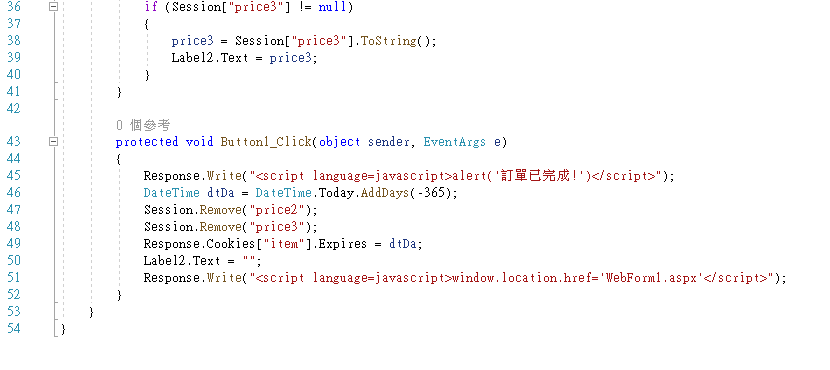 36 if (Session["price3"] != null)
37 {
38 price3 = Session["price3"].ToString();
39 Label2.Text = price3;
40 }
41 }
42
0 個參考
43 protected void Button1_Click(object sender, EventArgs e)
44 {
45 Response.Write("<script language=javascript>alert('訂單已完成!')</script>");
46 DateTime dtDa = DateTime.Today.AddDays(-365);
47 Session.Remove("price2");
48 Session.Remove("price3");
49 Response.Cookies["item"].Expires = dtDa;
50 Label2.Text = "";
51 Response.Write("<script language=javascript>window.location.href='WebForm1.aspx'</script>");
52 }
53 }
54 }